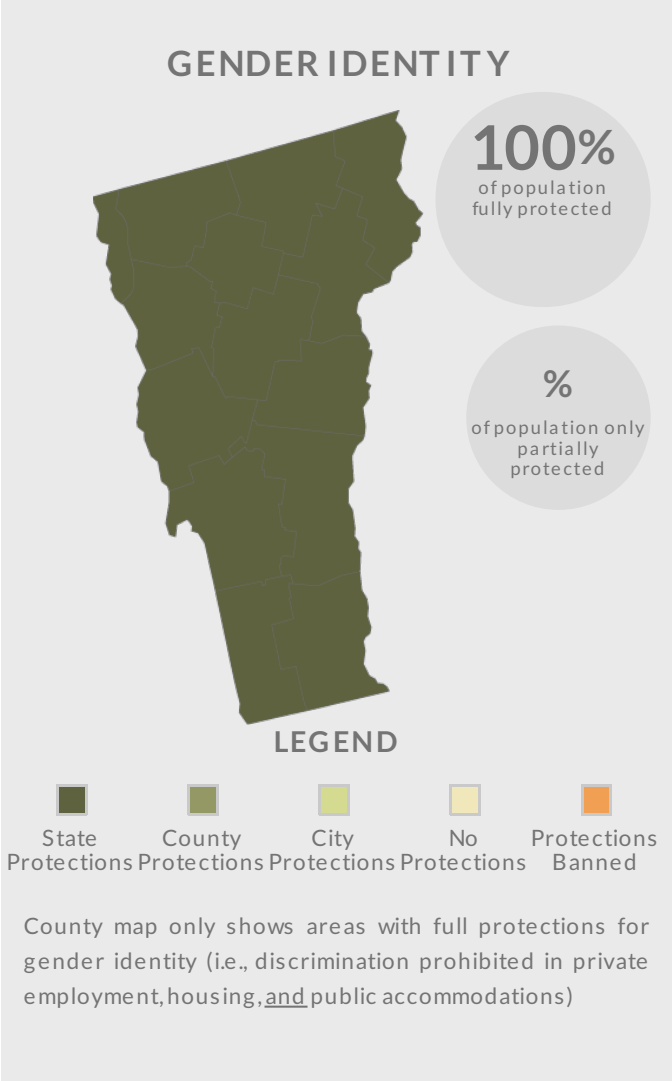 GENDER IDENTITY
100%
of population
fully protected
%
of population only
partially
protected
LEGEND
State
Protections
County
Protections
City
Protections
No
Protections
Protections
Banned
County map only shows areas with full protections for
gender identity (i.e., discrimination prohibited in private
employment, housing, and public accommodations)